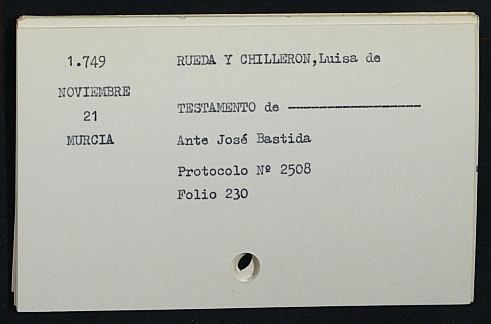 1.749 RUEDA Y CHILLERON,Luisa de
NOVIEMBRE
21 TESTAMENTO de -----------------
MURCIA Ante José Bastida
Protocolo Nº 2508
Folio 230